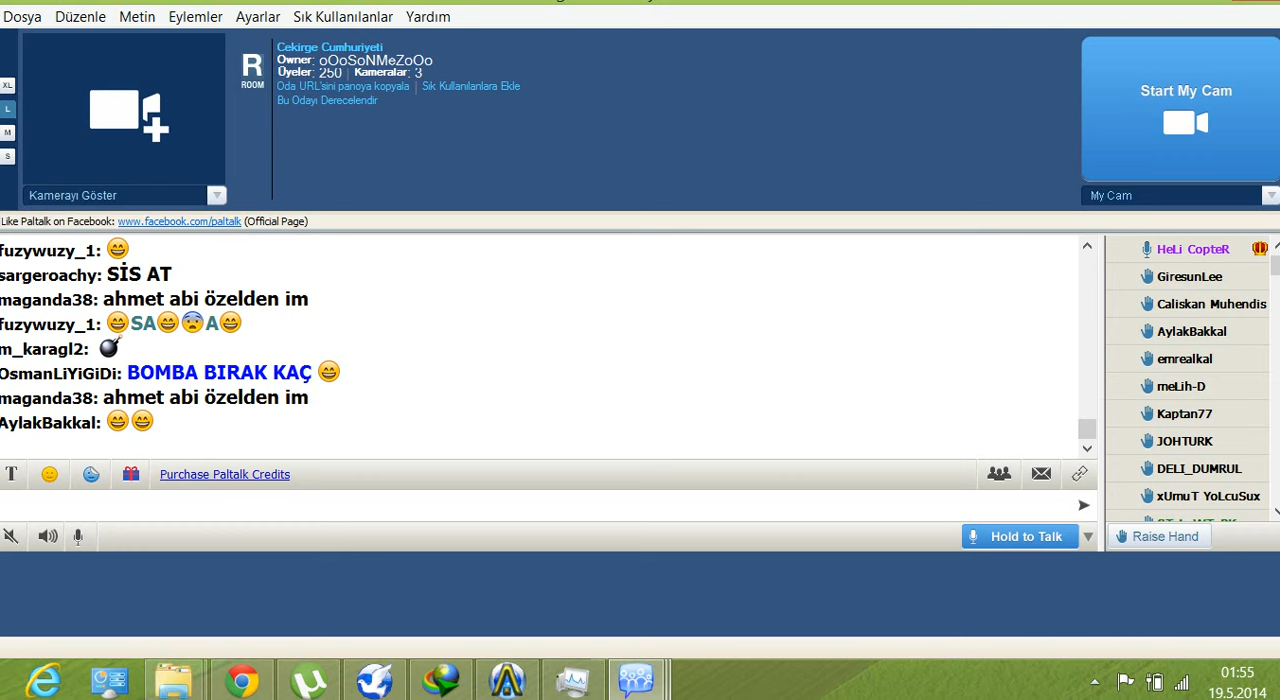 Dosya Düzenle Metin Eylemler Ayarlar Sık Kullanılanlar Yardım
XL
L
M
S
Kamerayı Göster
R
ROOM
Cekirge Cumhuriyeti
Owner: oOoSoNMeZoOo
Üyeler: 250 | Kameralar: 3
Oda URL'sini panoya kopyala | Sık Kullanılanlara Ekle
Bu Odayı Derecelendir
Start My Cam
My Cam
Like Paltalk on Facebook: www.facebook.com/paltalk (Official Page)
fuzywuzy_1:
sargeroachy: SİS AT
maganda38: ahmet abi özelden im
fuzywuzy_1: SA A
m_karagl2:
OsmanLiYiGiDi: BOMBA BIRAK KAÇ
maganda38: ahmet abi özelden im
AylakBakkal:
HeLi CopteR
GiresunLee
Caliskan Muhendis
AylakBakkal
emrealkal
meLih-D
Kaptan77
JOHTURK
DELI_DUMRUL
xUmuT YoLcuSux
T Purchase Paltalk Credits
Hold to Talk
Raise Hand
01:55
19.5.2014